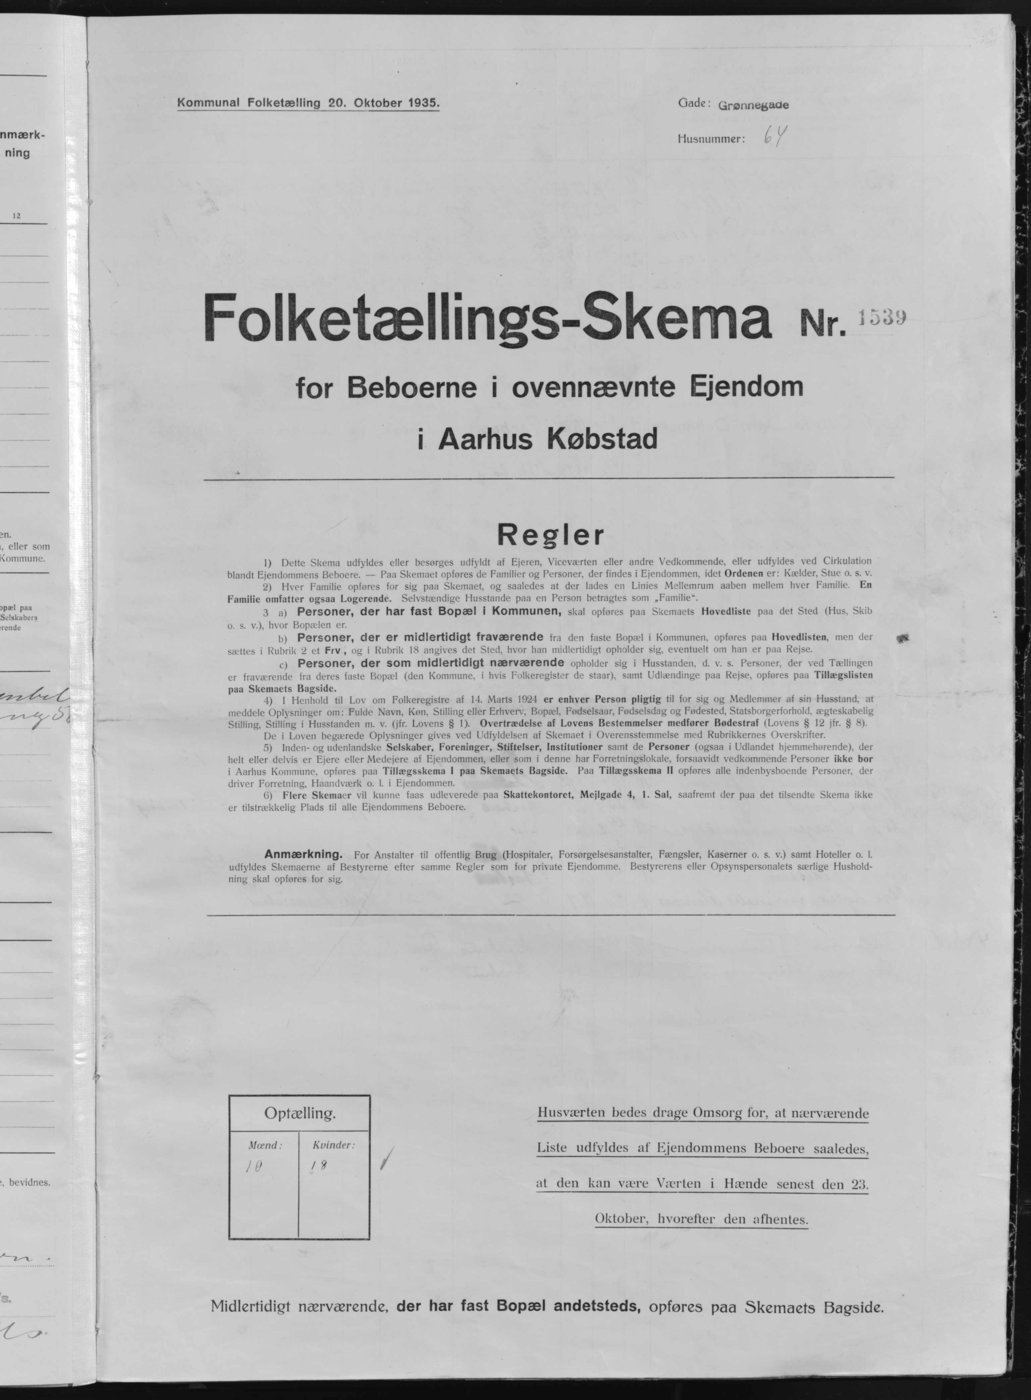 nmærk-
ning
12
en.
, eller som
Kommune.
opæl paa
Selskabers
ørende
, bevidnes.
Kommunal Folketælling 20. Oktober 1935.
Gade: Grønnegade
Husnummer: 64
Folketællings-Skema Nr. 1539
for Beboerne i ovennævnte Ejendom
i Aarhus Købstad
Regler
1) Dette Skema udfyldes eller besørges udfyldt af Ejeren, Viceværten eller andre Vedkommende, eller udfyldes ved Cirkulation
blandt Ejendommens Beboere. — Paa Skemaet opføres de Familier og Personer, der findes i Ejendommen, idet Ordenen er: Kælder, Stue o. s. v.
2) Hver Familie opføres for sig paa Skemaet, og saaledes at der lades en Linies Mellemrum aaben mellem hver Familie. En
Familie omfatter ogsaa Logerende. Selvstændige Husstande paa en Person betragtes som „Familie“.
3 a) Personer, der har fast Bopæl i Kommunen, skal opføres paa Skemaets Hovedliste paa det Sted (Hus, Skib
o. s. v.), hvor Bopælen er.
b) Personer, der er midlertidigt fraværende fra den faste Bopæl i Kommunen, opføres paa Hovedlisten, men der
sættes i Rubrik 2 et Frv., og i Rubrik 18 angives det Sted, hvor han midlertidigt opholder sig, eventuelt om han er paa Rejse.
c) Personer, der som midlertidigt nærværende opholder sig i Husstanden, d. v. s. Personer, der ved Tællingen
er fraværende fra deres faste Bopæl (den Kommune, i hvis Folkeregister de staar), samt Udlændinge paa Rejse, opføres paa Tillægslisten
paa Skemaets Bagside.
4) I Henhold til Lov om Folkeregistre af 14. Marts 1924 er enhver Person pligtig til for sig og Medlemmer af sin Husstand, at
meddele Oplysninger om: Fulde Navn, Køn, Stilling eller Erhverv, Bopæl, Fødselsaar, Fødselsdag og Fødested, Statsborgerforhold, ægteskabelig
Stilling, Stilling i Husstanden m. v. (jfr. Lovens § 1). Overtrædelse af Lovens Bestemmelser medfører Bødestraf (Lovens § 12 jfr. § 8).
De i Loven begærede Oplysninger gives ved Udfyldelsen af Skemaet i Overensstemmelse med Rubrikkernes Overskrifter.
5) Inden- og udenlandske Selskaber, Foreninger, Stiftelser, Institutioner samt de Personer (ogsaa i Udlandet hjemmehørende), der
helt eller delvis er Ejere eller Medejere af Ejendommen, eller som i denne har Forretningslokale, forsaavidt vedkommende Personer ikke bor
i Aarhus Kommune, opføres paa Tillægsskema I paa Skemaets Bagside. Paa Tillægsskema II opføres alle indenbysboende Personer, der
driver Forretning, Haandværk o. l. i Ejendommen.
6) Flere Skemaer vil kunne faas udleverede paa Skattekontoret, Mejlgade 4, 1. Sal, saafremt der paa det tilsendte Skema ikke
er tilstrækkelig Plads til alle Ejendommens Beboere.
Anmærkning. For Anstalter til offentlig Brug (Hospitaler, Forsørgelsesanstalter, Fængsler, Kaserner o. s. v.) samt Hoteller o. l.
udfyldes Skemaerne af Bestyrerne efter samme Regler som for private Ejendomme. Bestyrerens eller Opsynspersonalets særlige Hushold-
ning skal opføres for sig.
Optælling.
Mænd: Kvinder:
10 18
Husværten bedes drage Omsorg for, at nærværende
Liste udfyldes af Ejendommens Beboere saaledes,
at den kan være Værten i Hænde senest den 23.
Oktober, hvorefter den afhentes.
Midlertidigt nærværende, der har fast Bopæl andetsteds, opføres paa Skemaets Bagside.